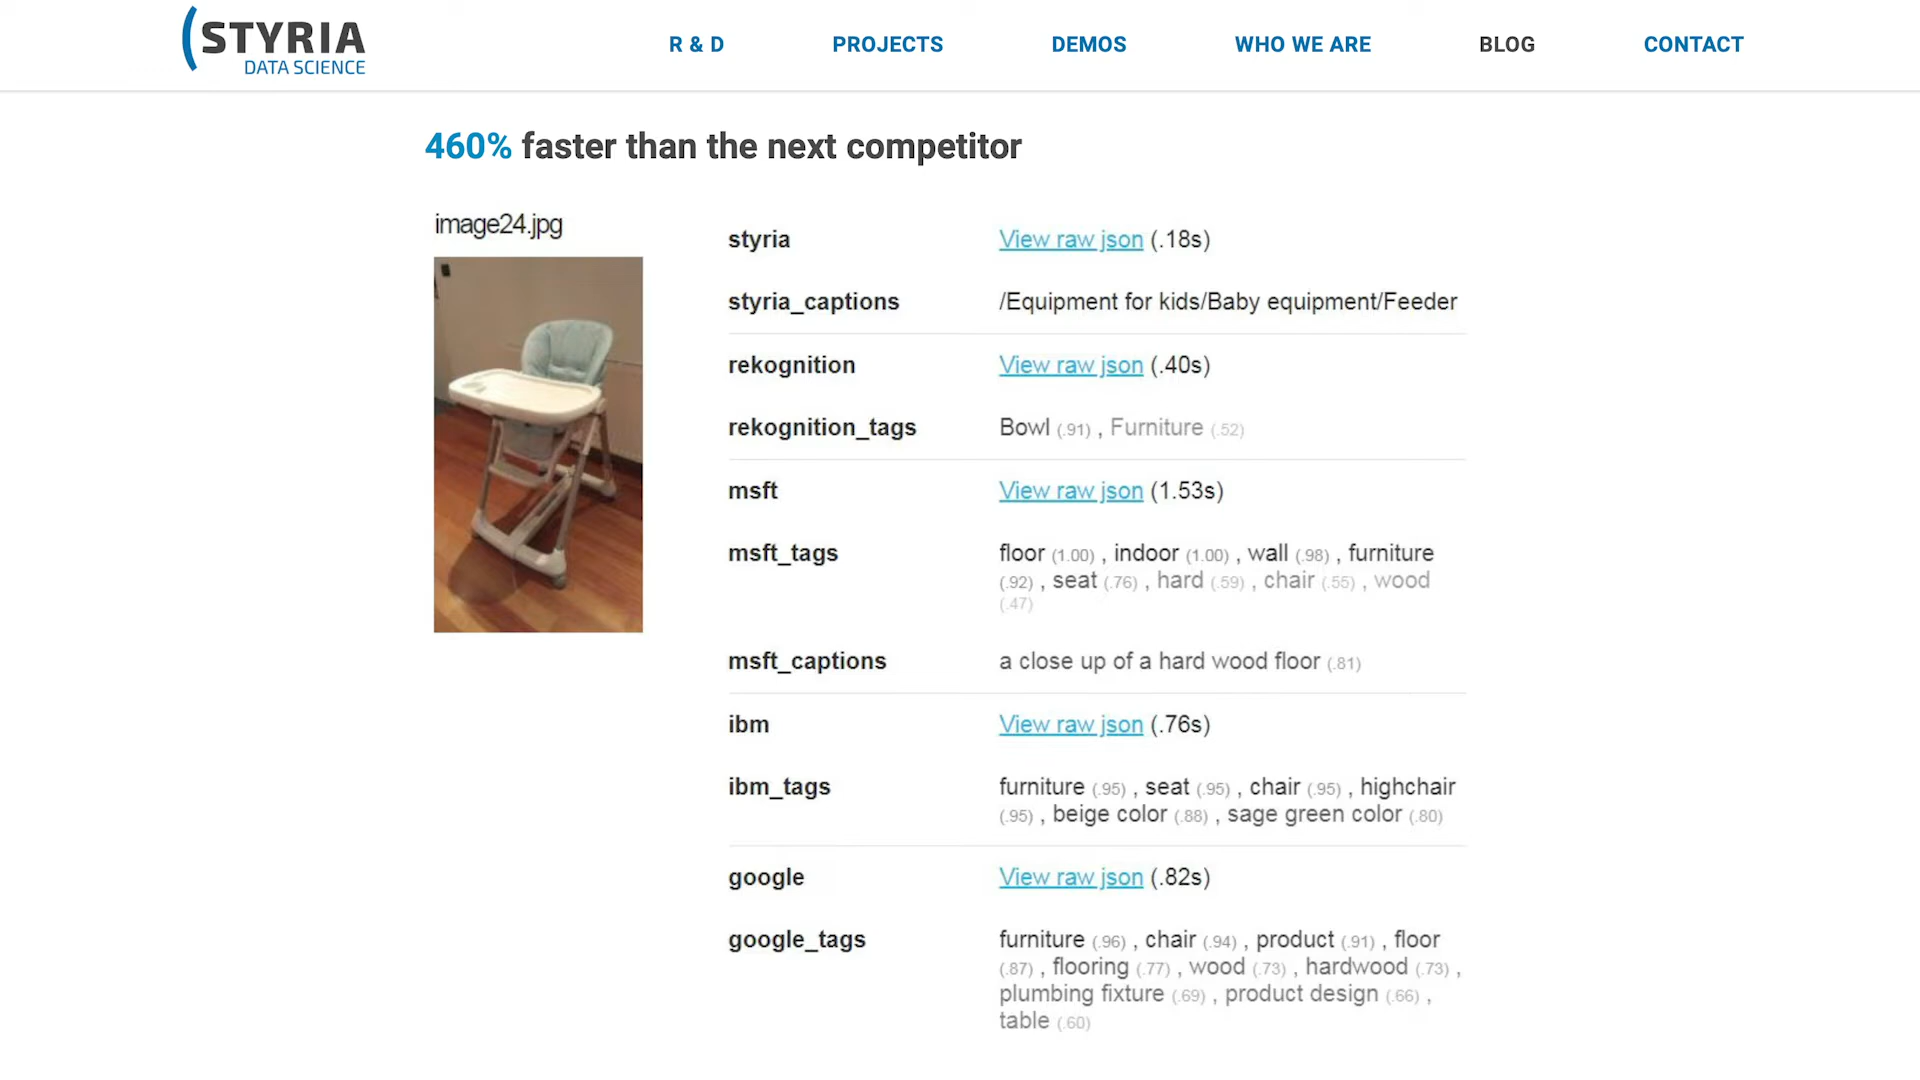 STYRIA
DATA SCIENCE
R & D
PROJECTS
DEMOS
WHO WE ARE
BLOG
CONTACT
460% faster than the next competitor
image24.jpg
styria View raw json (.18s)
styria_captions /Equipment for kids/Baby equipment/Feeder
rekognition View raw json (.40s)
rekognition_tags Bowl (.91) , Furniture (.52)
msft View raw json (1.53s)
msft_tags floor (1.00) , indoor (1.00) , wall (.98) , furniture
(.92) , seat (.76) , hard (.59) , chair (.55) , wood
(.47)
msft_captions a close up of a hard wood floor (.81)
ibm View raw json (.76s)
ibm_tags furniture (.95) , seat (.95) , chair (.95) , highchair
(.95) , beige color (.88) , sage green color (.80)
google View raw json (.82s)
google_tags furniture (.96) , chair (.94) , product (.91) , floor
(.87) , flooring (.77) , wood (.73) , hardwood (.73) ,
plumbing fixture (.69) , product design (.66) ,
table (.60)